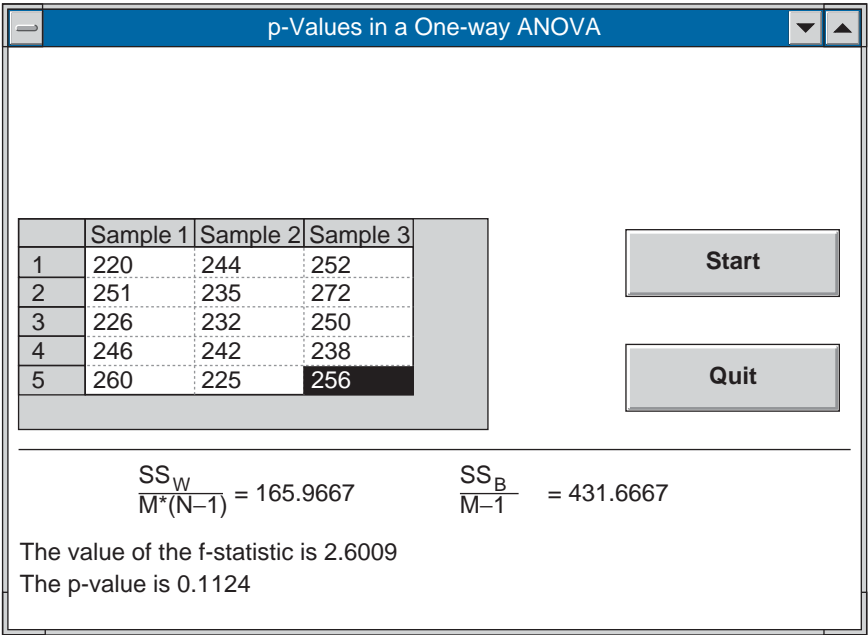 p-Values in a One-way ANOVA
Sample 1 Sample 2 Sample 3
1 220 244 252
2 251 235 272
3 226 232 250
4 246 242 238
5 260 225 256
Start
Quit
SS_W / M*(N–1) = 165.9667 SS_B / M–1 = 431.6667
The value of the f-statistic is 2.6009
The p-value is 0.1124